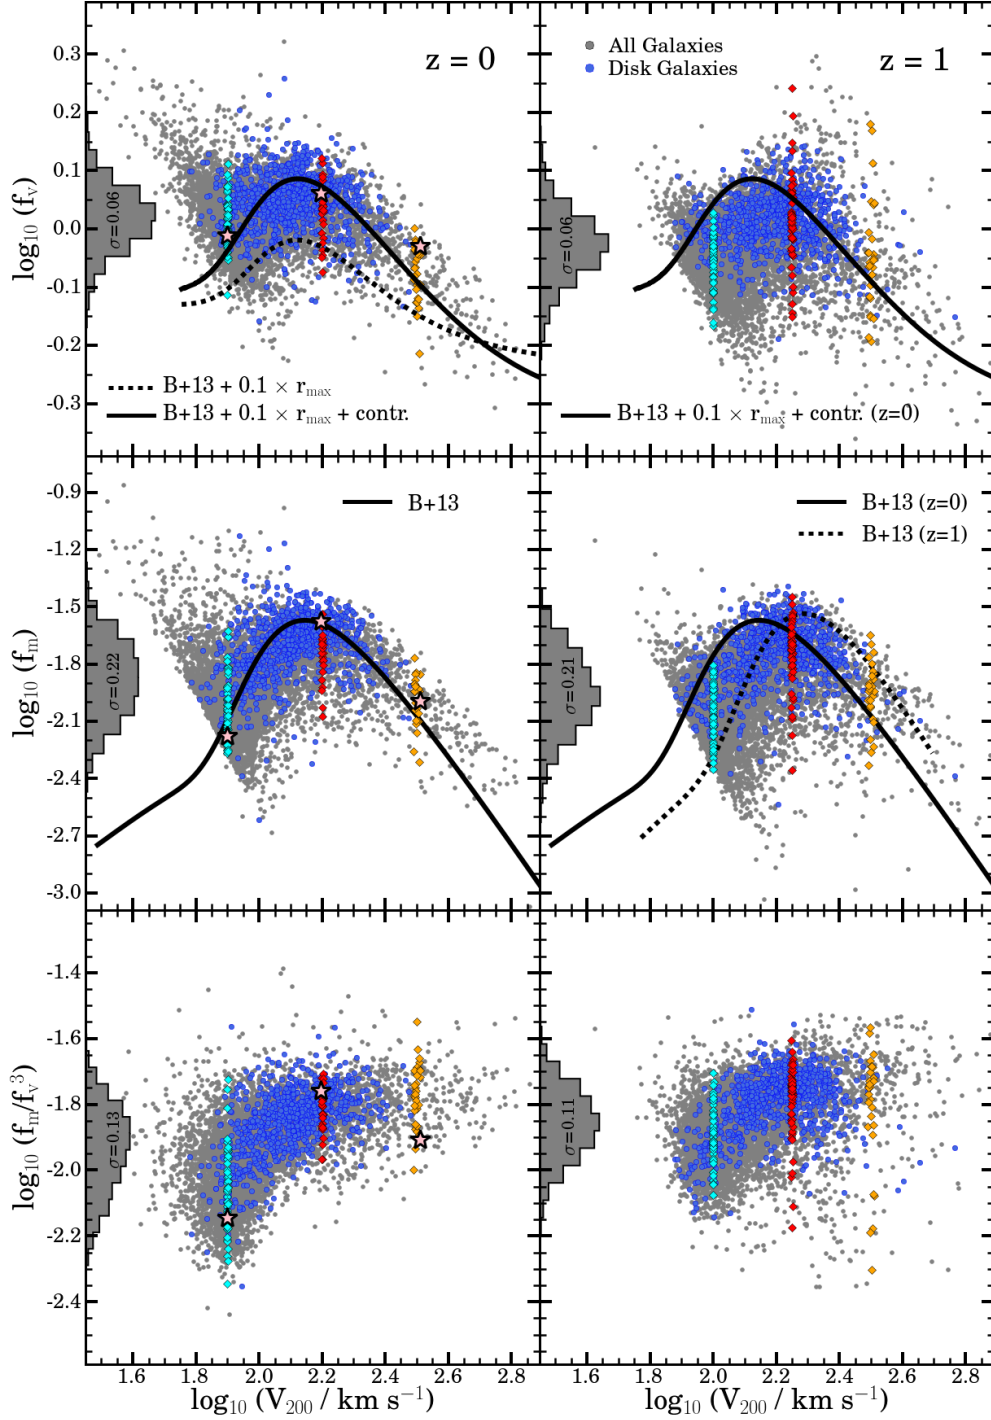 z = 0
z = 1
All Galaxies
Disk Galaxies
0.3
0.2
0.1
0.0
-0.1
-0.2
-0.3
log10 (fv)
σ=0.06
σ=0.06
B+13 + 0.1 × rmax
B+13 + 0.1 × rmax + contr.
B+13 + 0.1 × rmax + contr. (z=0)
-0.9
-1.2
-1.5
-1.8
-2.1
-2.4
-2.7
-3.0
log10 (fm)
σ=0.22
σ=0.21
B+13
B+13 (z=0)
B+13 (z=1)
-1.4
-1.6
-1.8
-2.0
-2.2
-2.4
log10 (fm/fv³)
σ=0.13
σ=0.11
1.6 1.8 2.0 2.2 2.4 2.6 2.8
1.6 1.8 2.0 2.2 2.4 2.6 2.8
log10 (V200 / km s⁻¹)
log10 (V200 / km s⁻¹)